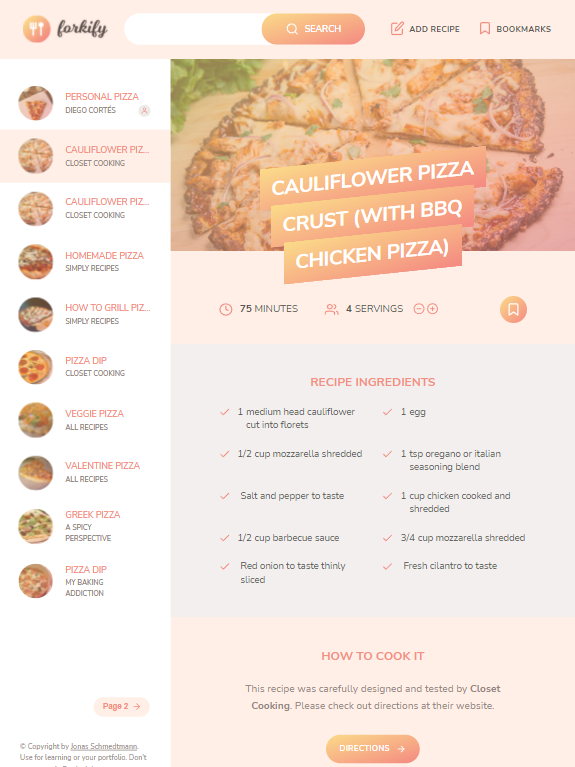 forkify
SEARCH
ADD RECIPE
BOOKMARKS
PERSONAL PIZZA
DIEGO CORTÉS
CAULIFLOWER PIZ...
CLOSET COOKING
CAULIFLOWER PIZ...
CLOSET COOKING
HOMEMADE PIZZA
SIMPLY RECIPES
HOW TO GRILL PIZ...
SIMPLY RECIPES
PIZZA DIP
CLOSET COOKING
VEGGIE PIZZA
ALL RECIPES
VALENTINE PIZZA
ALL RECIPES
GREEK PIZZA
A SPICY
PERSPECTIVE
PIZZA DIP
MY BAKING
ADDICTION
Page 2
© Copyright by Jonas Schmedtmann.
Use for learning or your portfolio. Don't
CAULIFLOWER PIZZA
CRUST (WITH BBQ
CHICKEN PIZZA)
75 MINUTES
4 SERVINGS
RECIPE INGREDIENTS
1 medium head cauliflower
cut into florets
1 egg
1/2 cup mozzarella shredded
1 tsp oregano or italian
seasoning blend
Salt and pepper to taste
1 cup chicken cooked and
shredded
1/2 cup barbecue sauce
3/4 cup mozzarella shredded
Red onion to taste thinly
sliced
Fresh cilantro to taste
HOW TO COOK IT
This recipe was carefully designed and tested by Closet
Cooking. Please check out directions at their website.
DIRECTIONS